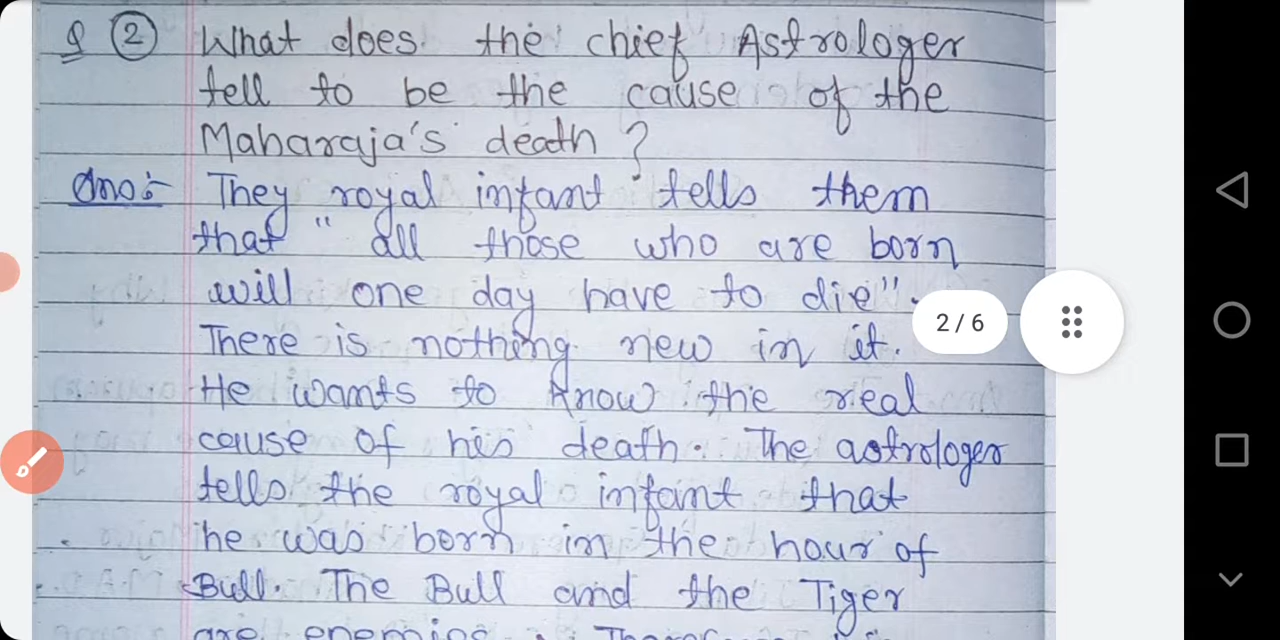 Q ② What does the chief Astrologer
tell to be the cause of the
Maharaja's death ?
Ans:- They royal infant tells them
that "all those who are born
will one day have to die".
There is nothing new in it.
2/6
He wants to know the real
cause of his death. The astrologer
tells the royal infant that
he was born in the hour of
Bull. The Bull and the Tiger
are enemies